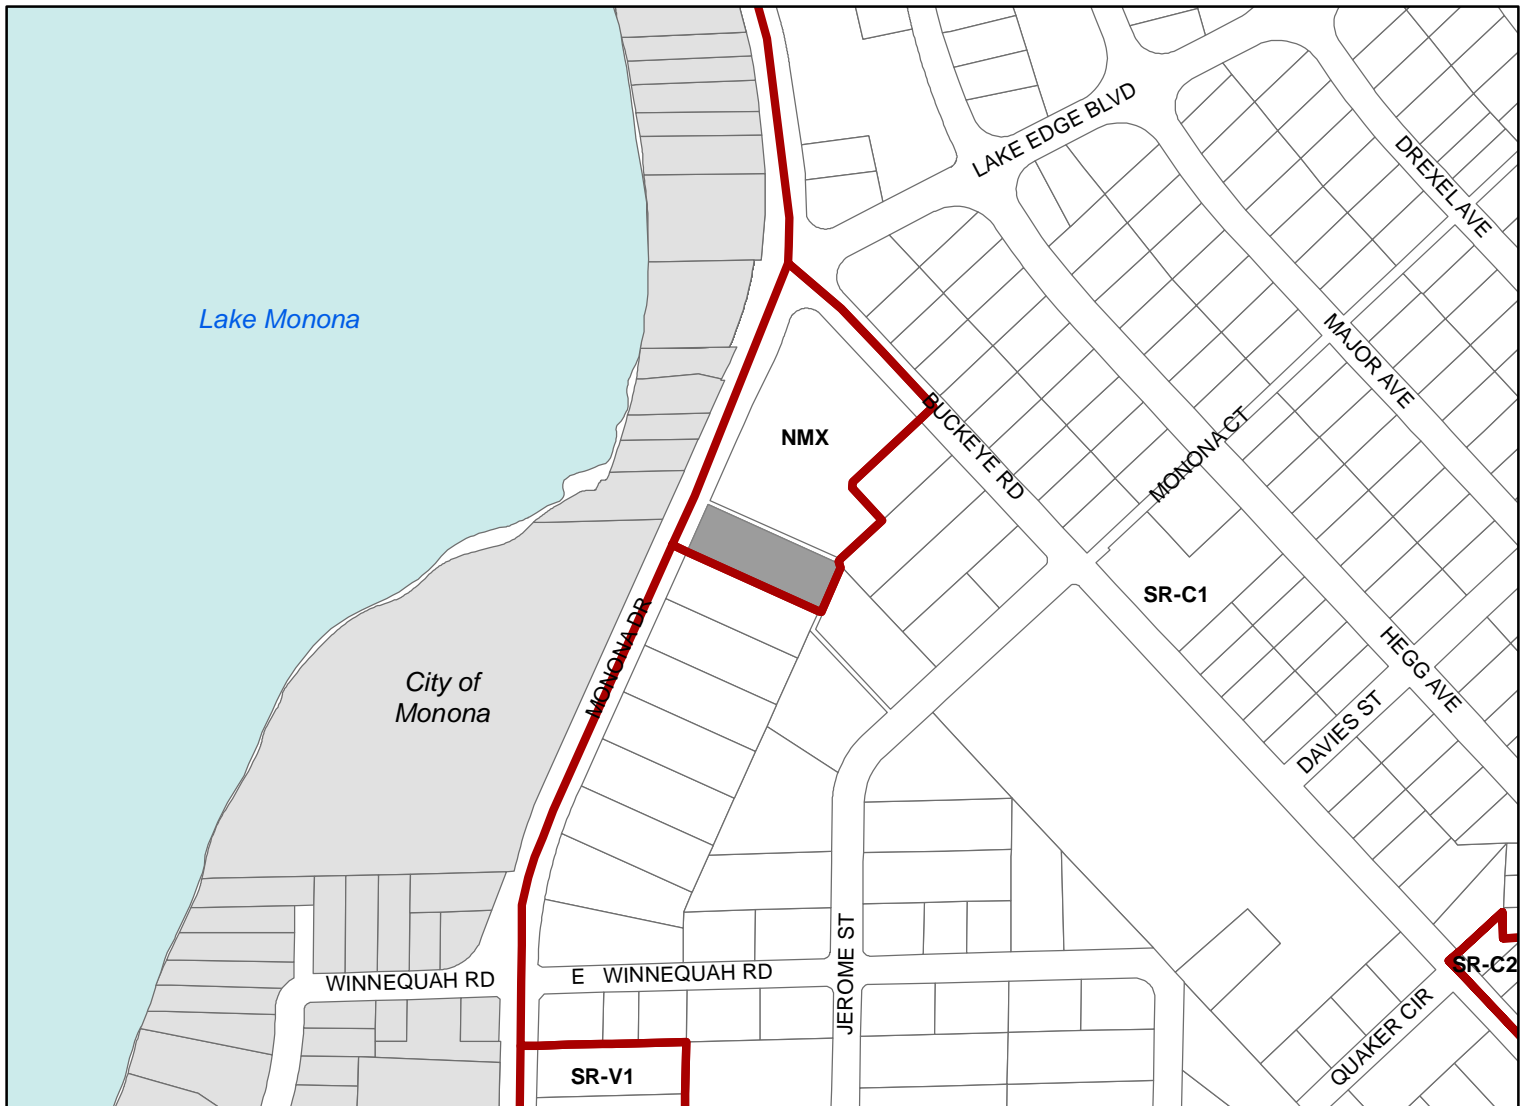 LAKE EDGE BLVD
DREXEL AVE
Lake Monona
MAJOR AVE
BUCKEYE RD
NMX
MONONA CT
SR-C1
MONONA DR
HEGG AVE
City of
Monona
DAVIES ST
WINNEQUAH RD
E WINNEQUAH RD
JEROME ST
SR-C2
QUAKER CIR
SR-V1